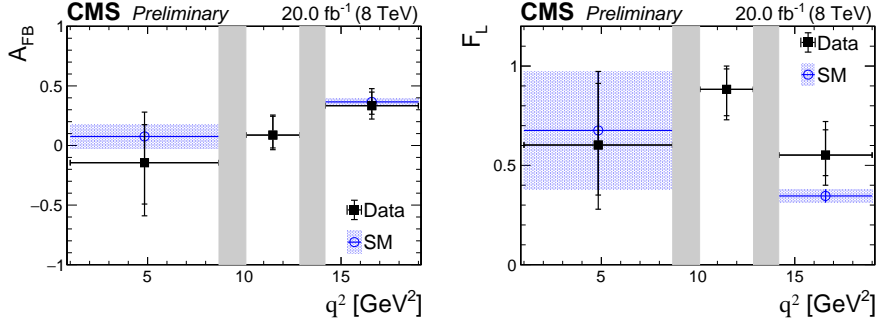 CMS Preliminary 20.0 fb⁻¹ (8 TeV)
A_FB
1
0.5
0
−0.5
−1
Data
SM
5 10 15
q² [GeV²]
CMS Preliminary 20.0 fb⁻¹ (8 TeV)
F_L
Data
SM
1
0.5
0
5 10 15
q² [GeV²]